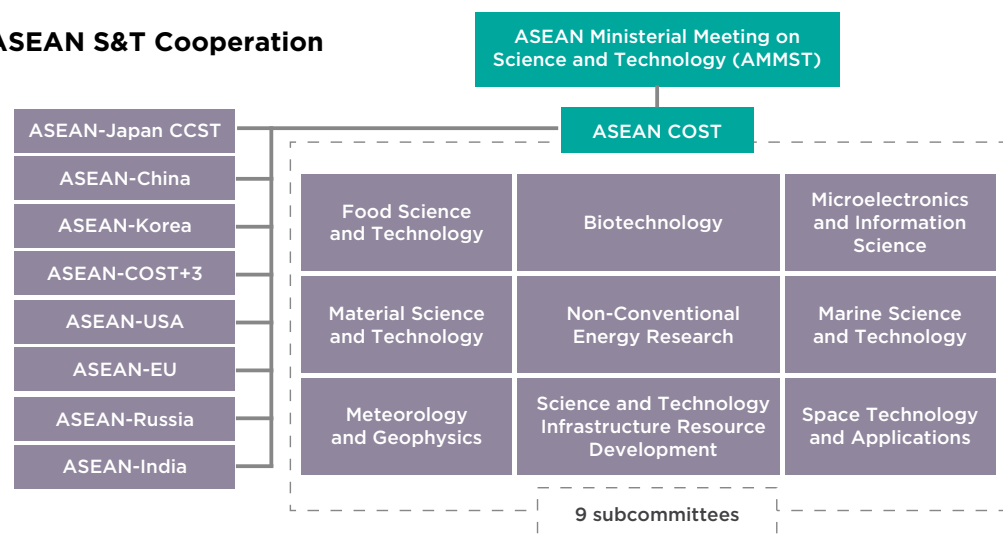 ASEAN S&T Cooperation
ASEAN Ministerial Meeting on
Science and Technology (AMMST)
ASEAN COST
ASEAN-Japan CCST
ASEAN-China
ASEAN-Korea
ASEAN-COST+3
ASEAN-USA
ASEAN-EU
ASEAN-Russia
ASEAN-India
Food Science
and Technology
Biotechnology
Microelectronics
and Information
Science
Material Science
and Technology
Non-Conventional
Energy Research
Marine Science
and Technology
Meteorology
and Geophysics
Science and Technology
Infrastructure Resource
Development
Space Technology
and Applications
9 subcommittees